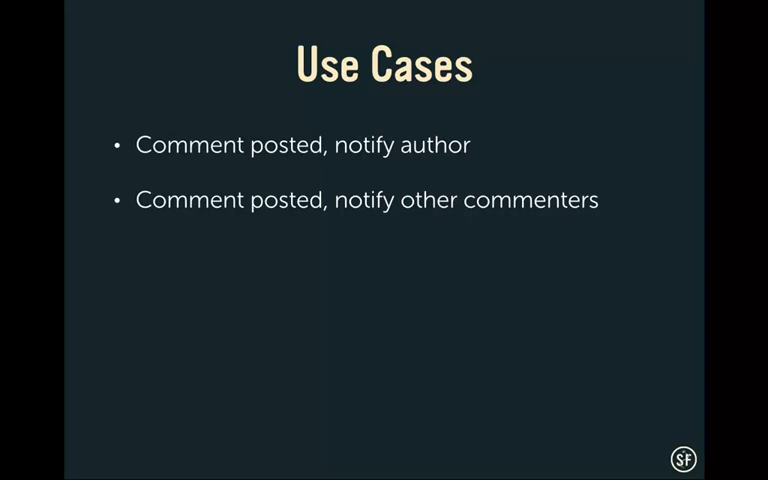 Use Cases
• Comment posted, notify author
• Comment posted, notify other commenters
SF